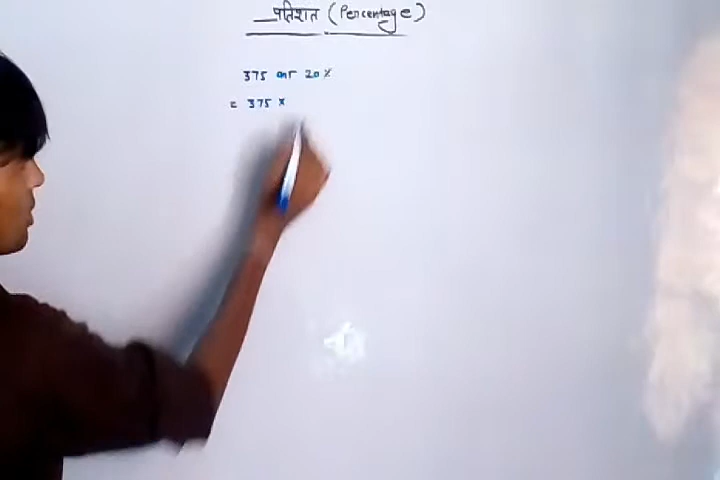 प्रतिशत (Percentage)
375 का 20 %
= 375 ×